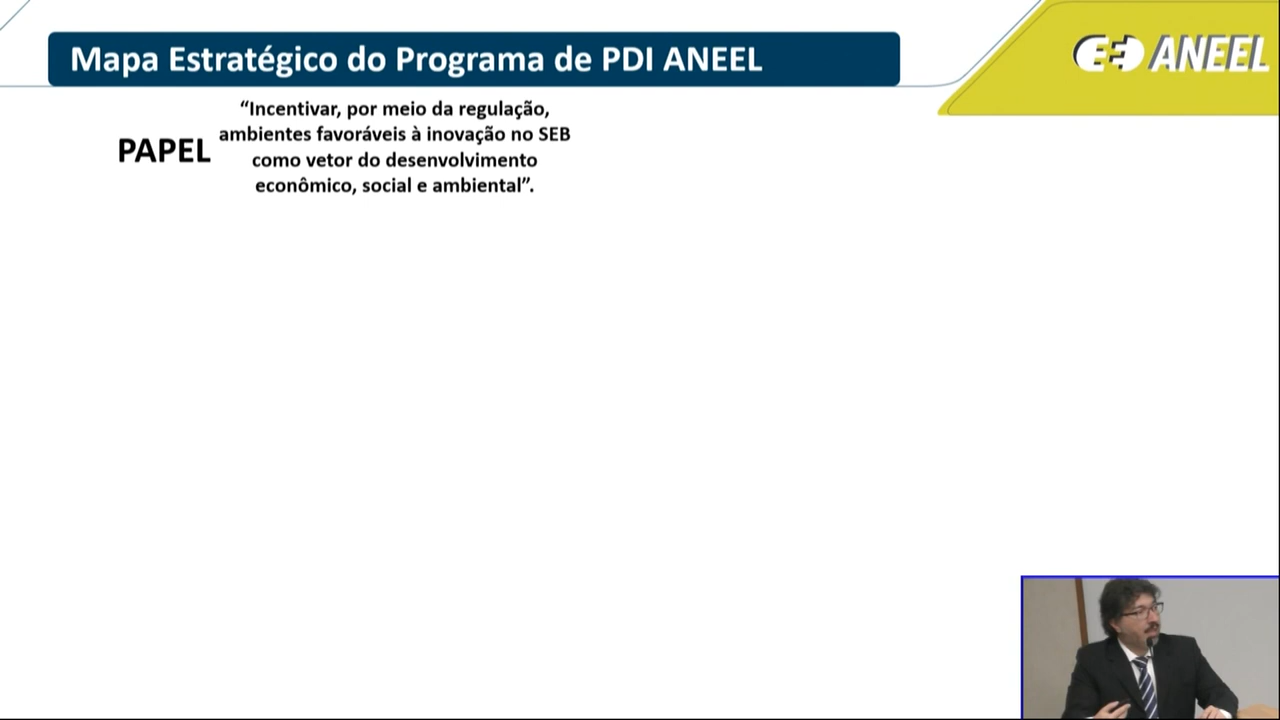 Mapa Estratégico do Programa de PDI ANEEL
ANEEL
PAPEL
“Incentivar, por meio da regulação,
ambientes favoráveis à inovação no SEB
como vetor do desenvolvimento
econômico, social e ambiental”.